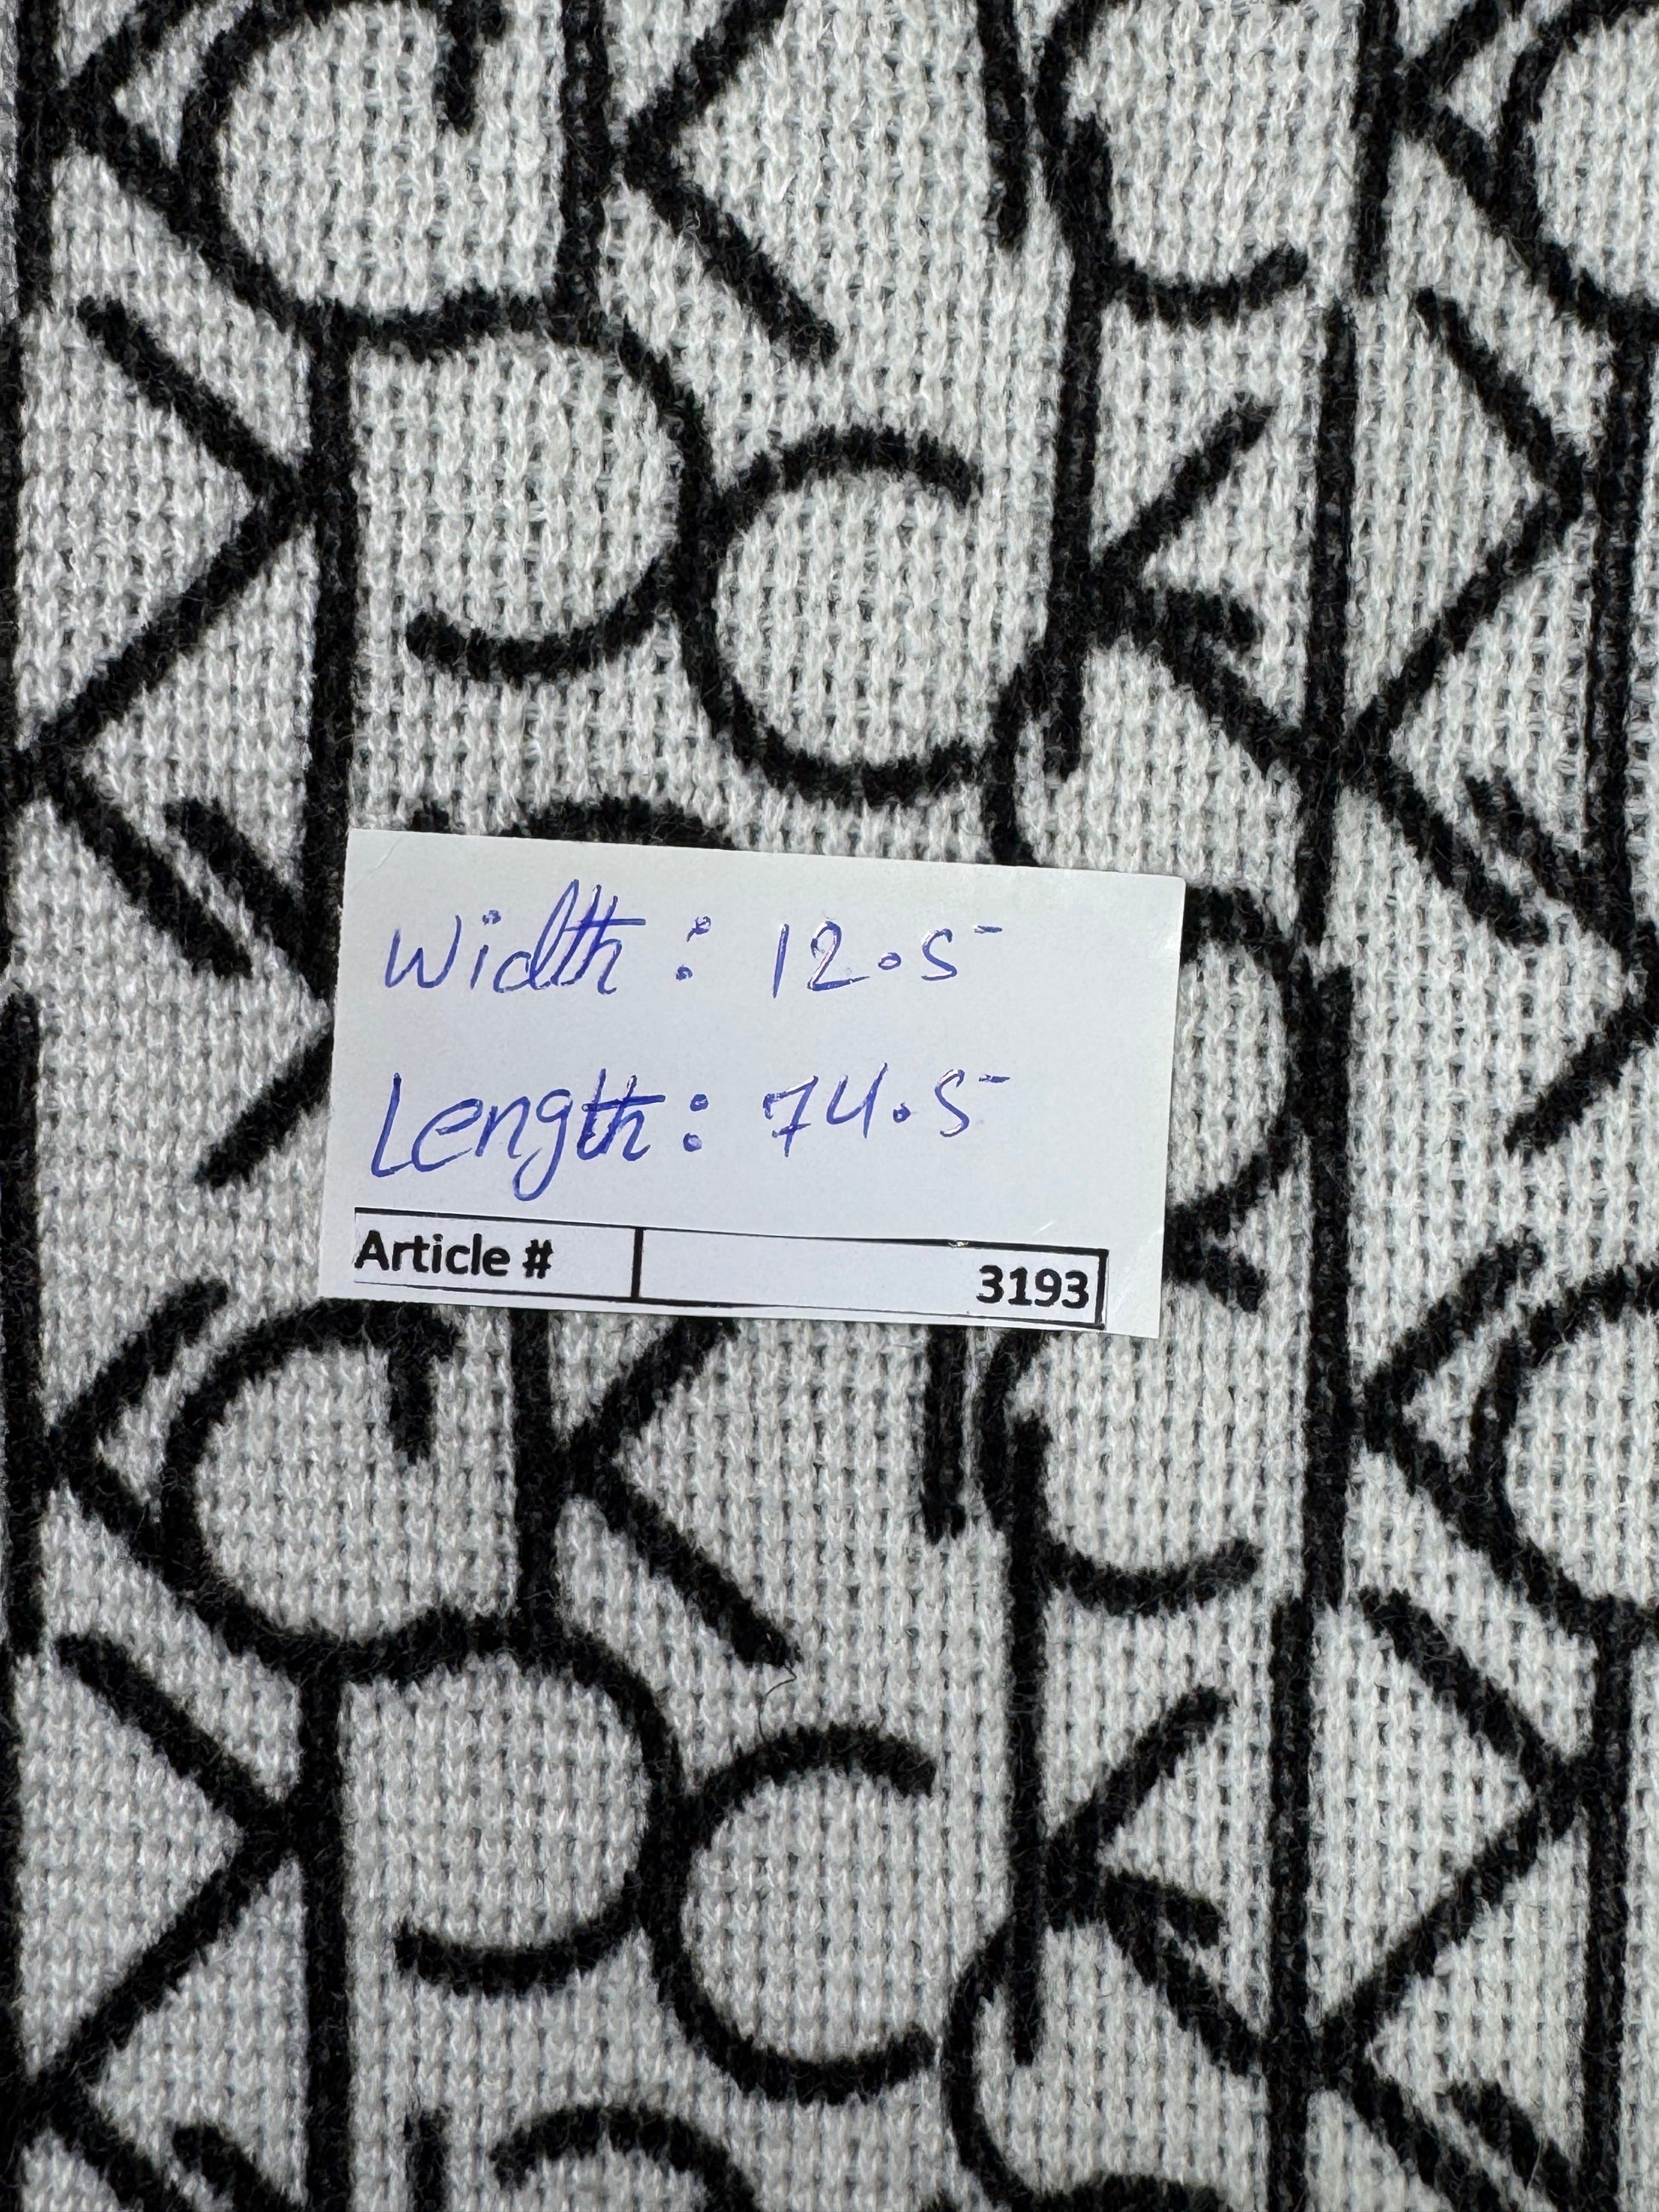 Width: 12.5
Length: 74.5
Article # 3193